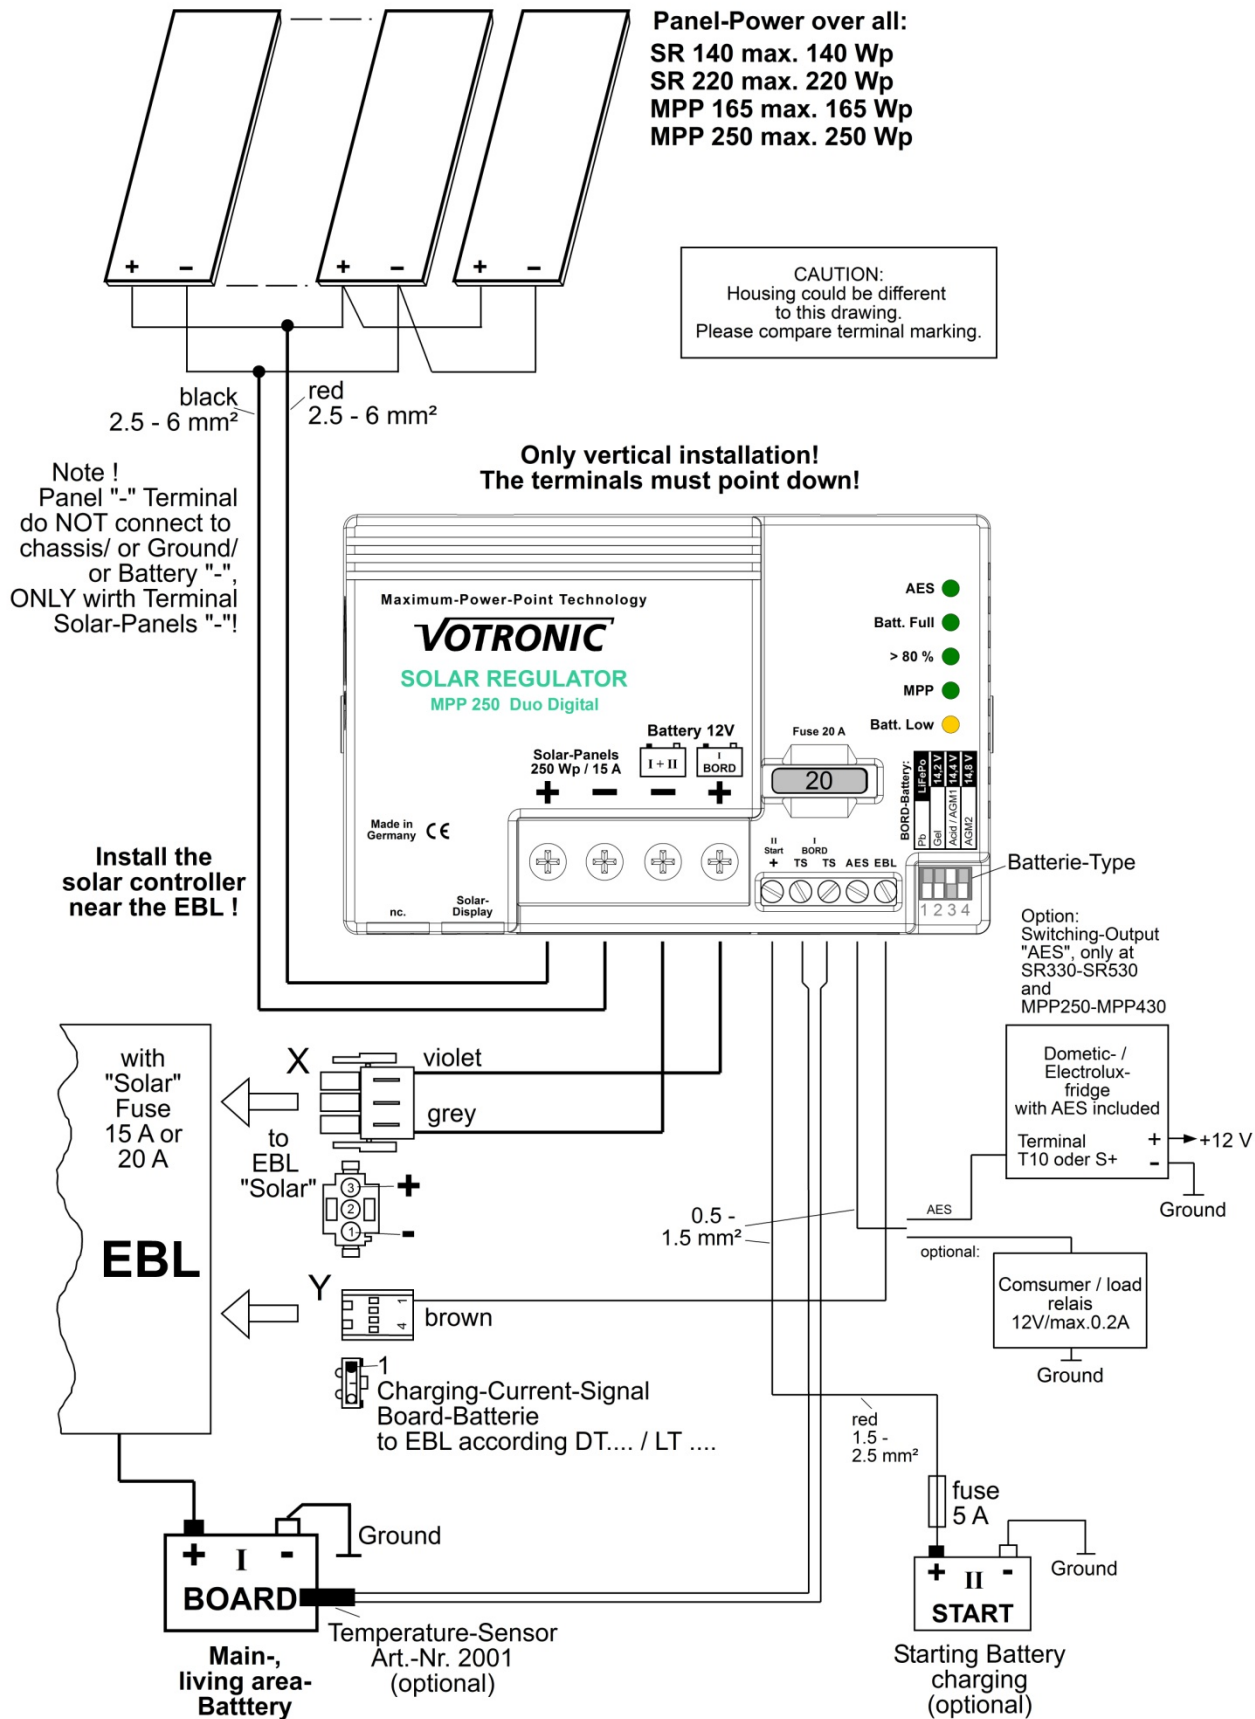 Panel-Power over all:
SR 140 max. 140 Wp
SR 220 max. 220 Wp
MPP 165 max. 165 Wp
MPP 250 max. 250 Wp
+ −
+ −
+ −
CAUTION:
Housing could be different
to this drawing.
Please compare terminal marking.
black
2.5 - 6 mm²
red
2.5 - 6 mm²
Note !
Panel "-" Terminal
do NOT connect to
chassis/ or Ground/
or Battery "-",
ONLY wirth Terminal
Solar-Panels "-"!
Only vertical installation!
The terminals must point down!
Maximum-Power-Point Technology
VOTRONIC
SOLAR REGULATOR
MPP 250 Duo Digital
AES
Batt. Full
> 80 %
MPP
Batt. Low
Battery 12V
Solar-Panels
250 Wp / 15 A
I + II
I
BORD
+ − − +
Fuse 20 A
20
BORD-Battery:
Pb LiFePo
Gel 14,2 V
Acid / AGM1 14,4 V
AGM2 14,8 V
Made in
Germany CE
II
Start
+
I
BORD
TS TS AES EBL
1 2 3 4
Batterie-Type
nc.
Solar-
Display
Install the
solar controller
near the EBL !
Option:
Switching-Output
"AES", only at
SR330-SR530
and
MPP250-MPP430
Dometic- /
Electrolux-
fridge
with AES included
Terminal
T10 oder S+
+
-
+12 V
Ground
with
"Solar"
Fuse
15 A or
20 A
EBL
X
violet
grey
to
EBL
"Solar"
3 +
2
1 -
0.5 -
1.5 mm²
AES
optional:
Comsumer / load
relais
12V/max.0.2A
Ground
Y
1
4
brown
1
Charging-Current-Signal
Board-Batterie
to EBL according DT.... / LT ....
red
1.5 -
2.5 mm²
fuse
5 A
Ground
+ I -
BOARD
Temperature-Sensor
Art.-Nr. 2001
(optional)
Main-,
living area-
Batttery
Ground
+ II -
START
Starting Battery
charging
(optional)